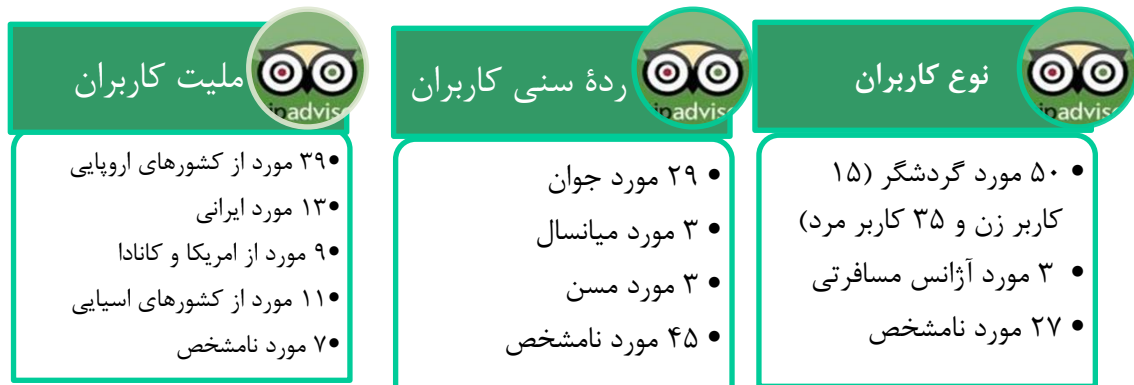 نوع کاربران
• ۵۰ مورد گردشگر (۱۵
کاربر زن و ۳۵ کاربر مرد)
• ۳ مورد آژانس مسافرتی
• ۲۷ مورد نامشخص
ردهٔ سنی کاربران
• ۲۹ مورد جوان
• ۳ مورد میانسال
• ۳ مورد مسن
• ۴۵ مورد نامشخص
ملیت کاربران
•۳۹ مورد از کشورهای اروپایی
•۱۳ مورد ایرانی
•۹ مورد از امریکا و کانادا
•۱۱ مورد از کشورهای اسیایی
•۷ مورد نامشخص